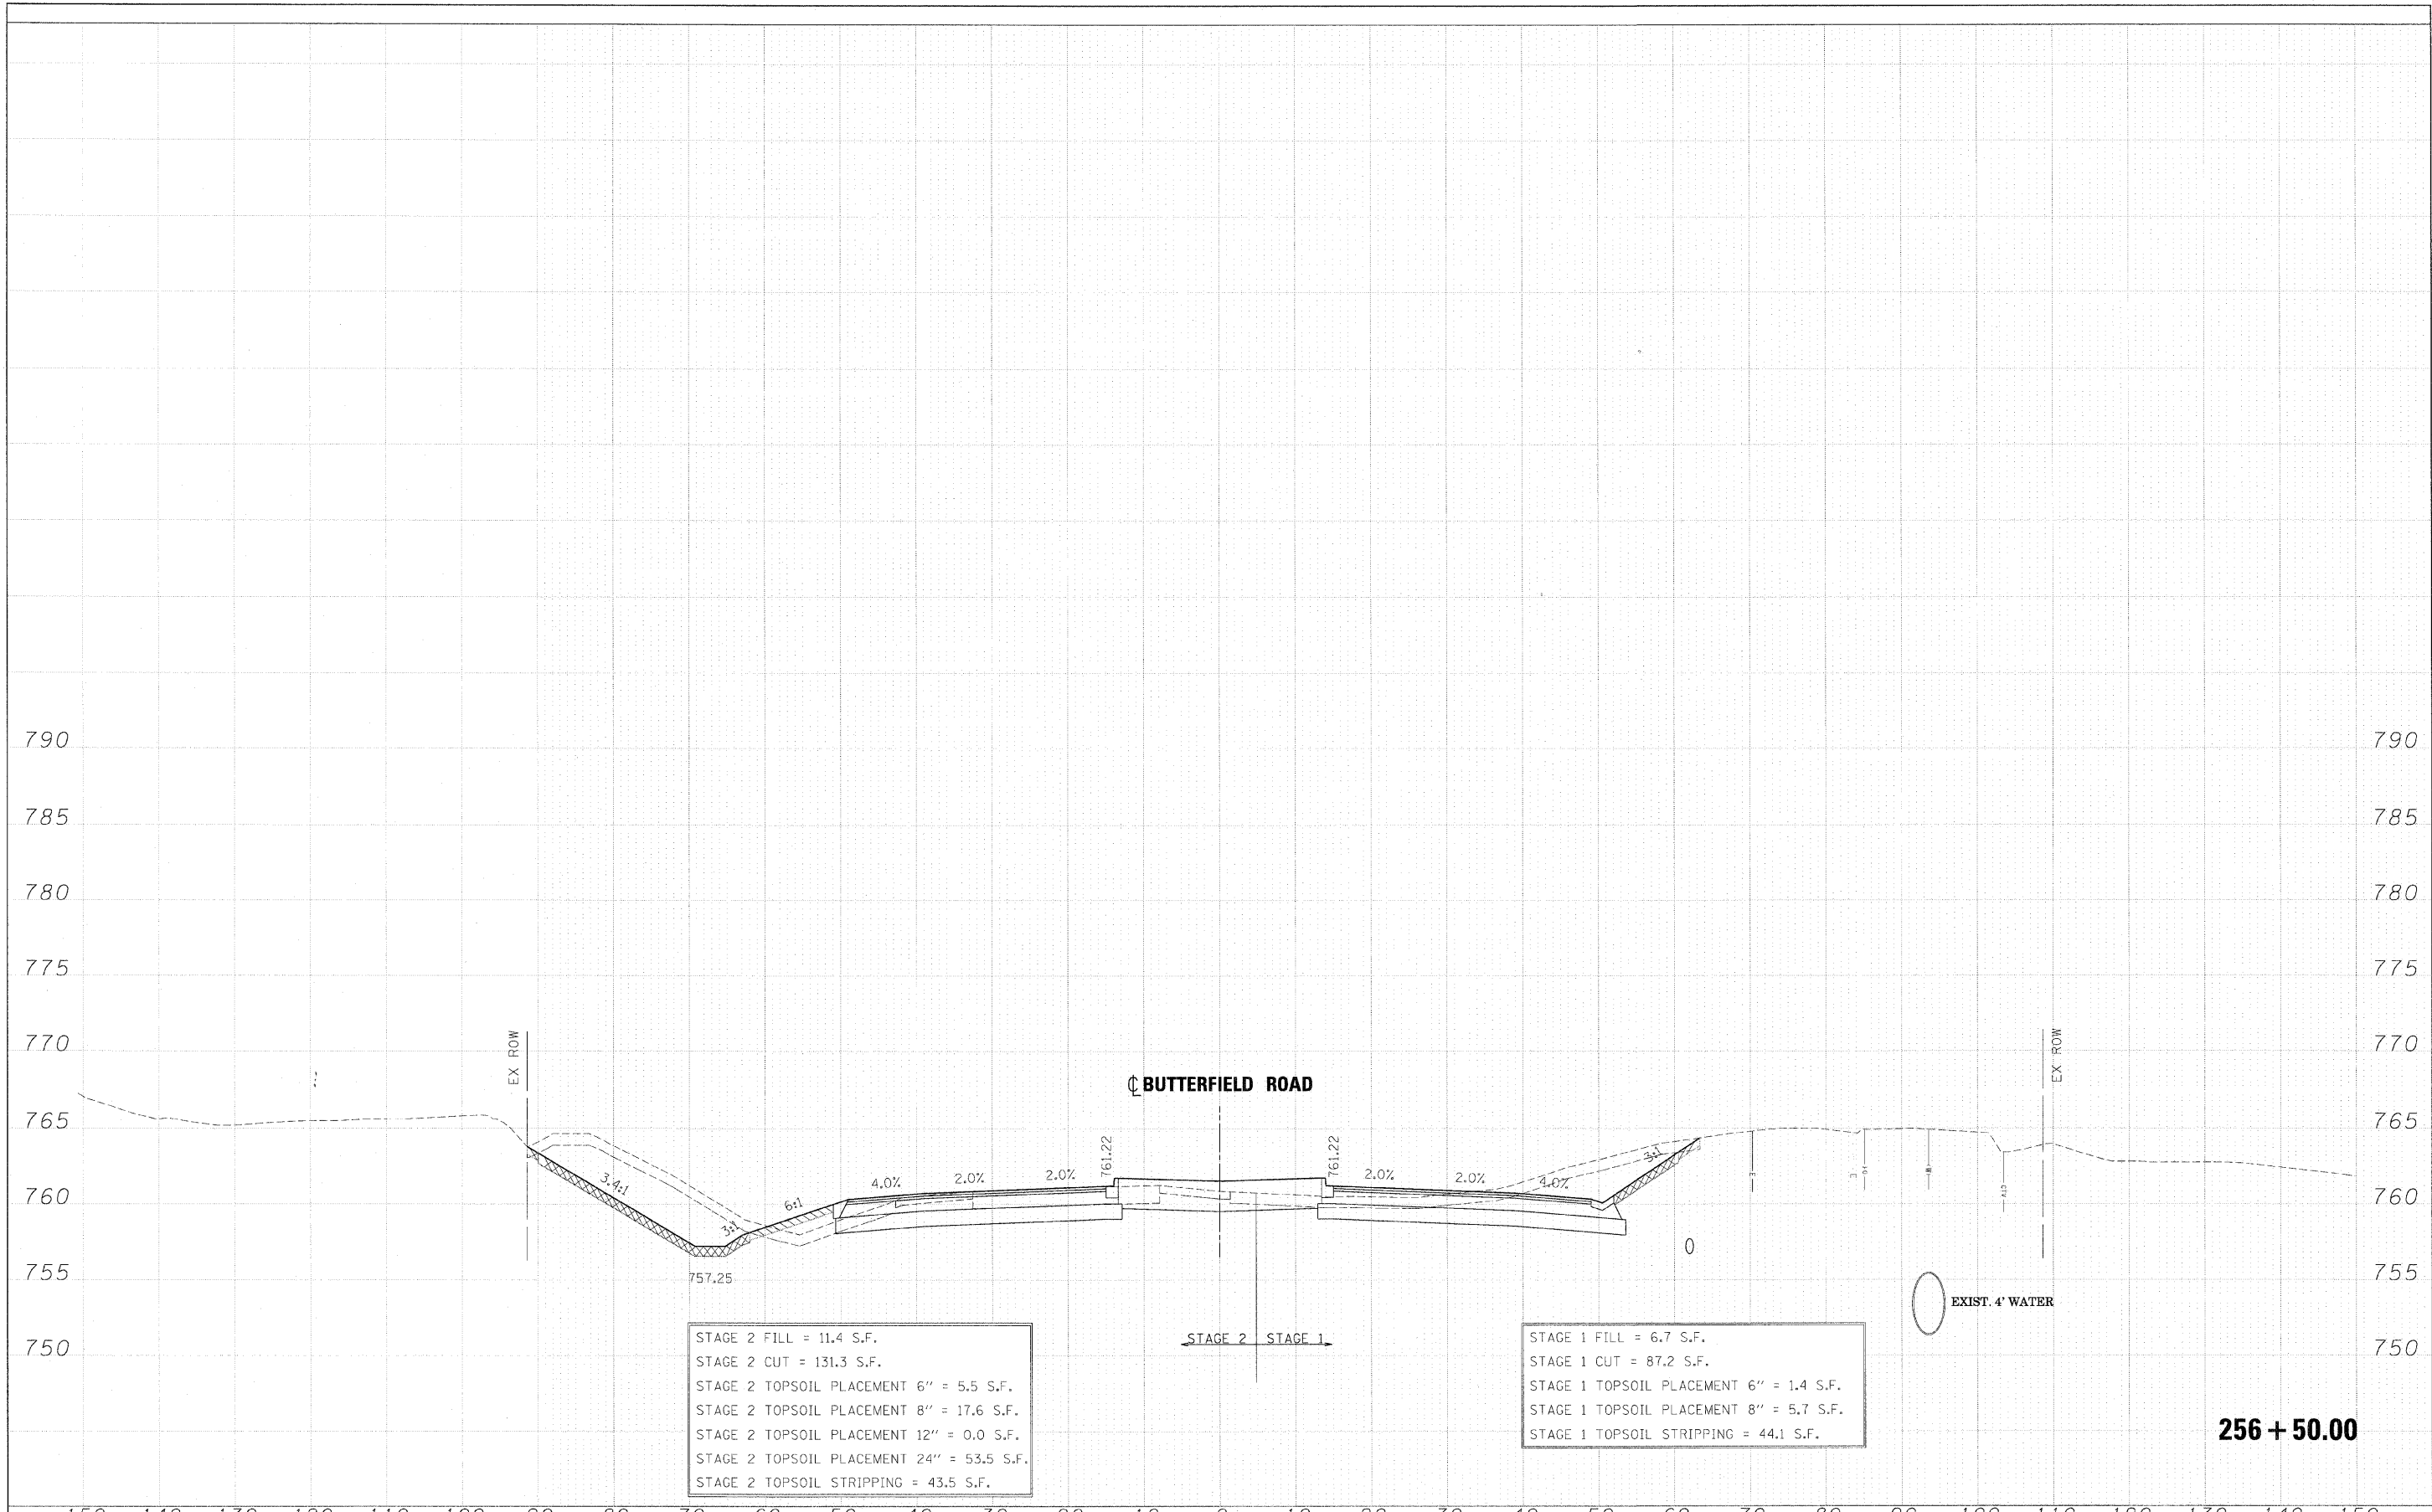 790 790
785 785
780 780
775 775
770 770
EX ROW EX ROW
℄ BUTTERFIELD ROAD
765 765
761.22 761.22
3.4:1 3:1 6:1 4.0% 2.0% 2.0% 2.0% 2.0% 4.0% 3:1
760 760
757.25
755 755
EXIST. 4' WATER
STAGE 2 STAGE 1
750 750
STAGE 2 FILL = 11.4 S.F.
STAGE 2 CUT = 131.3 S.F.
STAGE 2 TOPSOIL PLACEMENT 6" = 5.5 S.F.
STAGE 2 TOPSOIL PLACEMENT 8" = 17.6 S.F.
STAGE 2 TOPSOIL PLACEMENT 12" = 0.0 S.F.
STAGE 2 TOPSOIL PLACEMENT 24" = 53.5 S.F.
STAGE 2 TOPSOIL STRIPPING = 43.5 S.F.
STAGE 1 FILL = 6.7 S.F.
STAGE 1 CUT = 87.2 S.F.
STAGE 1 TOPSOIL PLACEMENT 6" = 1.4 S.F.
STAGE 1 TOPSOIL PLACEMENT 8" = 5.7 S.F.
STAGE 1 TOPSOIL STRIPPING = 44.1 S.F.
256 + 50.00